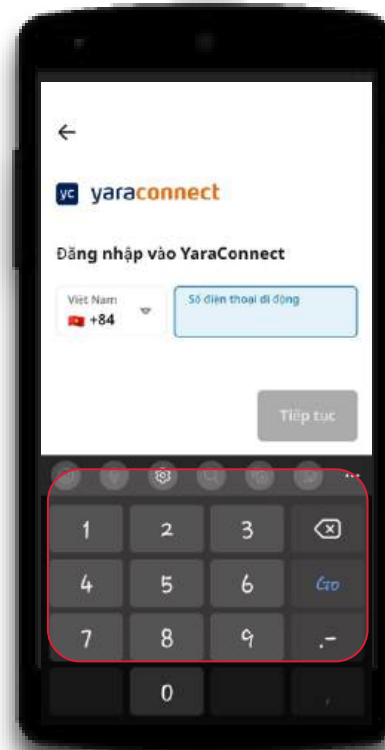 yc yaraconnect
Đăng nhập vào YaraConnect
Việt Nam
+84
Số điện thoại di động
Tiếp tục
1 2 3
4 5 6 GO
7 8 9 .-
0 ,